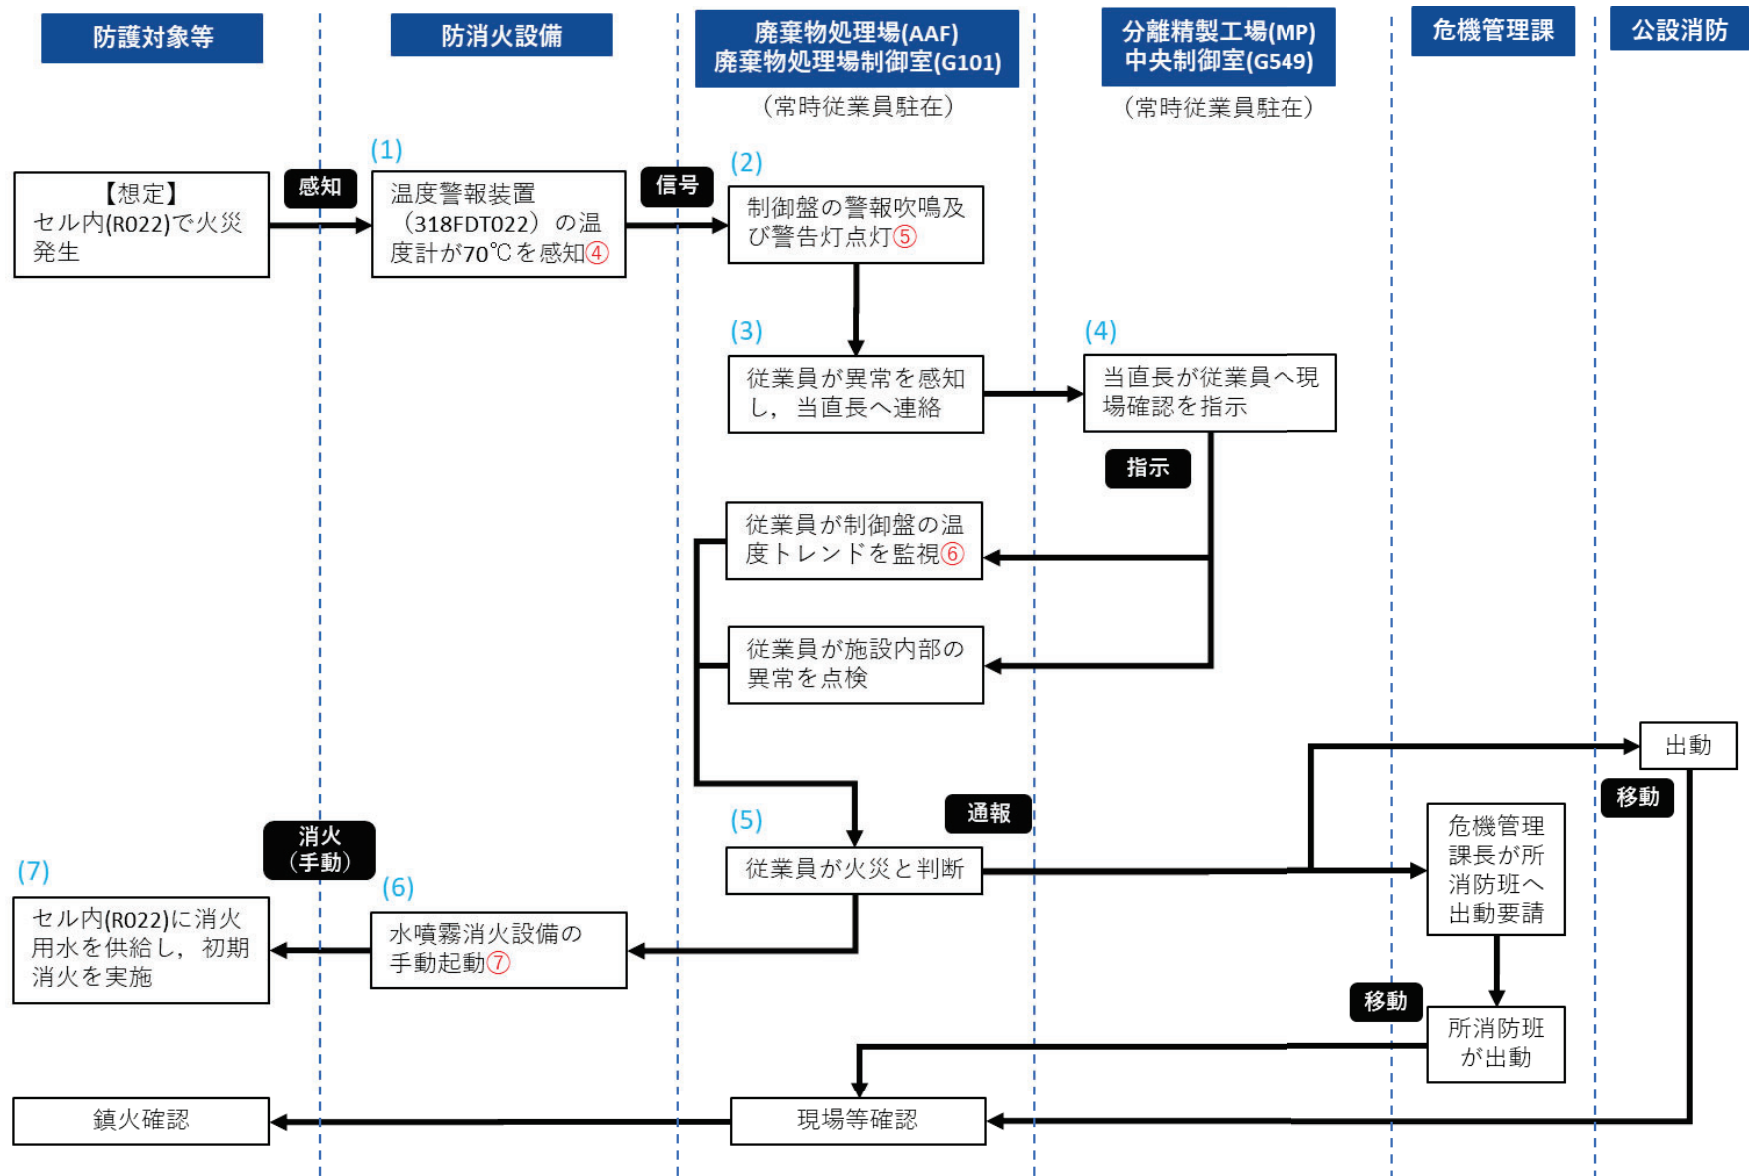 防護対象等
防消火設備
廃棄物処理場(AAF)
廃棄物処理場制御室(G101)
（常時従業員駐在）
分離精製工場(MP)
中央制御室(G549)
（常時従業員駐在）
危機管理課
公設消防
【想定】
セル内(R022)で火災
発生
感知
(1)
温度警報装置
（318FDT022）の温
度計が70℃を感知④
信号
(2)
制御盤の警報吹鳴及
び警告灯点灯⑤
(3)
従業員が異常を感知
し，当直長へ連絡
(4)
当直長が従業員へ現
場確認を指示
指示
従業員が制御盤の温
度トレンドを監視⑥
従業員が施設内部の
異常を点検
出動
移動
通報
(5)
従業員が火災と判断
危機管理
課長が所
消防班へ
出動要請
消火
（手動）
(6)
水噴霧消火設備の
手動起動⑦
(7)
セル内(R022)に消火
用水を供給し，初期
消火を実施
移動
所消防班
が出動
現場等確認
鎮火確認